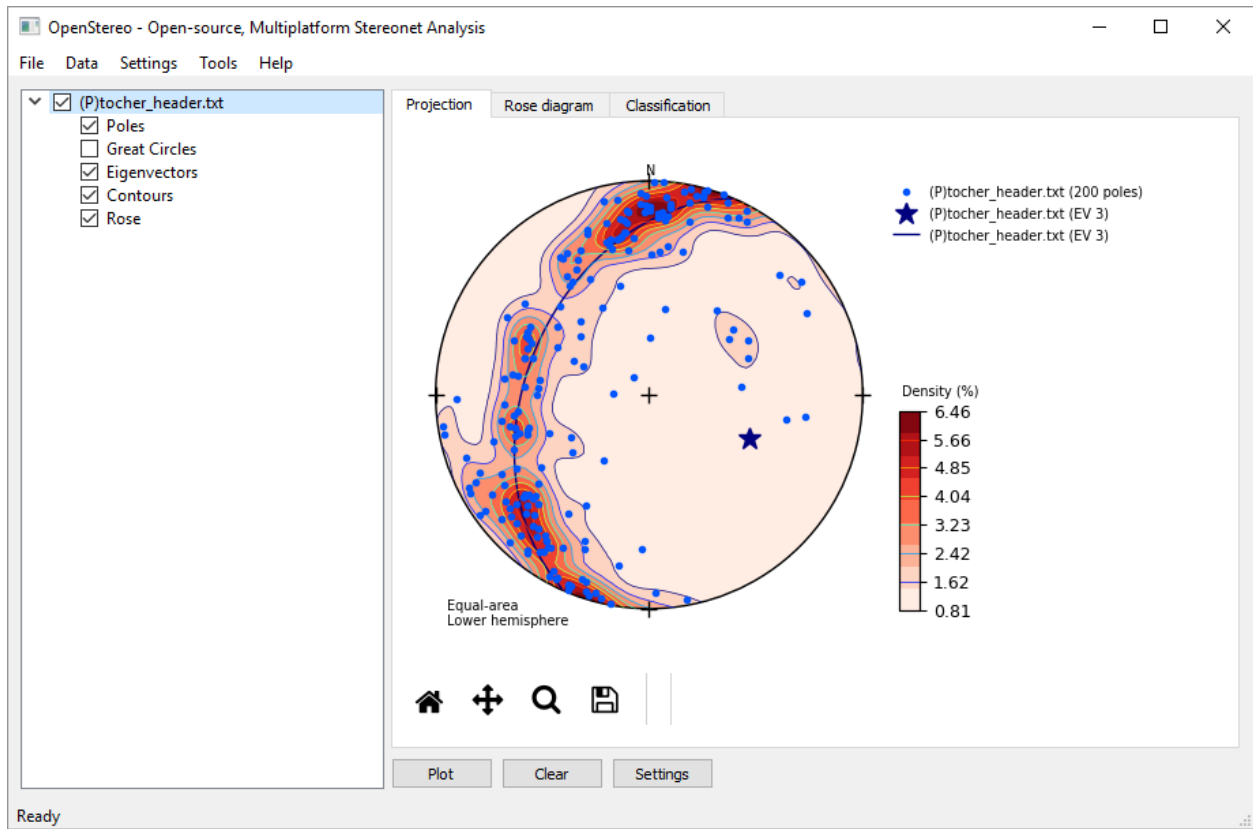 OpenStereo - Open-source, Multiplatform Stereonet Analysis
File Data Settings Tools Help
(P)tocher_header.txt
Poles
Great Circles
Eigenvectors
Contours
Rose
Projection Rose diagram Classification
N
(P)tocher_header.txt (200 poles)
(P)tocher_header.txt (EV 3)
(P)tocher_header.txt (EV 3)
Density (%)
6.46
5.66
4.85
4.04
3.23
2.42
1.62
0.81
Equal-area
Lower hemisphere
Plot Clear Settings
Ready